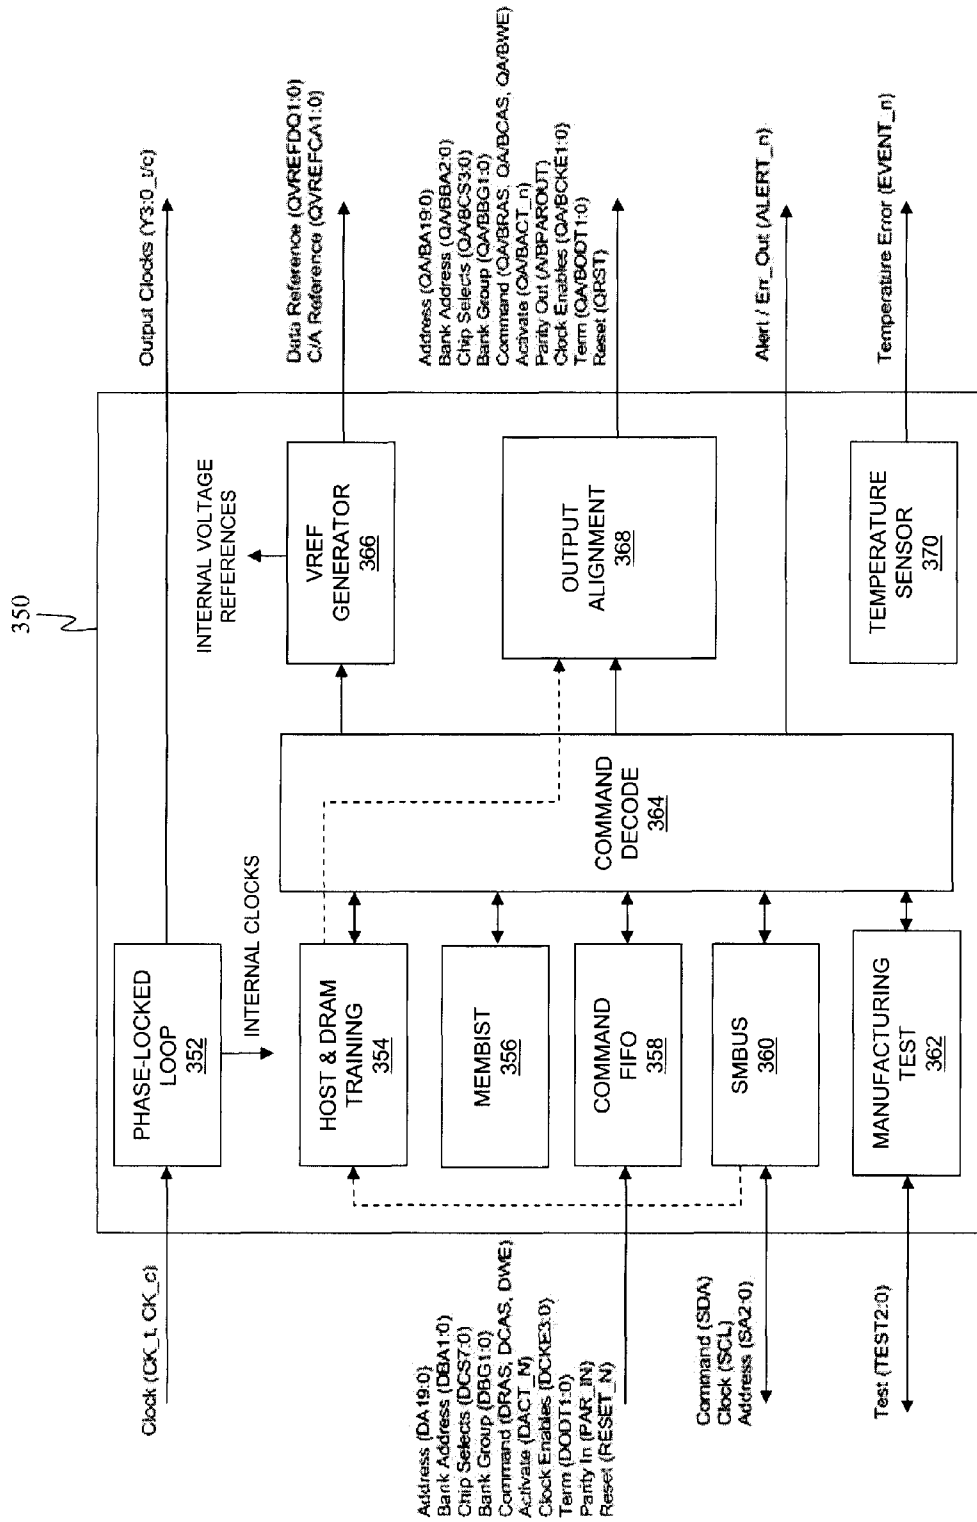 350
Clock (CK_t, CK_c)
PHASE-LOCKED
LOOP
352
INTERNAL CLOCKS
Output Clocks (Y3:0_t/c)
HOST & DRAM
TRAINING
354
MEMBIST
356
Address (DA19:0)
Bank Address (DBA1:0)
Chip Selects (DCS7:0)
Bank Group (DBG1:0)
Command (DRAS, DCAS, DWE)
Activate (DACT_N)
Clock Enables (DCKE3:0)
Term (DODT1:0)
Parity In (PAR_IN)
Reset (RESET_N)
COMMAND
FIFO
358
Command (SDA)
Clock (SCL)
Address (SA2:0)
SMBUS
360
Test (TEST2:0)
MANUFACTURING
TEST
362
COMMAND
DECODE
364
INTERNAL VOLTAGE
REFERENCES
VREF
GENERATOR
366
Data Reference (QVREFDQ1:0)
C/A Reference (QVREFCA1:0)
OUTPUT
ALIGNMENT
368
Address (QA/BA19:0)
Bank Address (QA/BBA2:0)
Chip Selects (QA/BCS3:0)
Bank Group (QA/BBG1:0)
Command (QA/BRAS, QA/BCAS, QA/BWE)
Activate (QA/BACT_n)
Parity Out (A/BPAROUT)
Clock Enables (QA/BCKE1:0)
Term (QA/BODT1:0)
Reset (QRST)
Alert / Err_Out (ALERT_n)
TEMPERATURE
SENSOR
370
Temperature Error (EVENT_n)